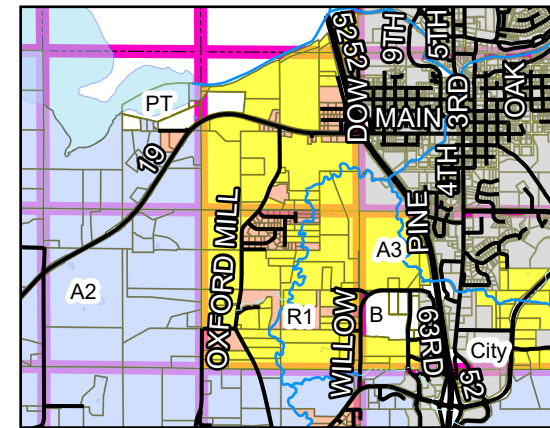 5252
9TH
5TH
DOW
MAIN
3RD
OAK
PT
19
4TH
OXFORD MILL
PINE
A3
A2
R1
WILLOW
B
63RD
City
52